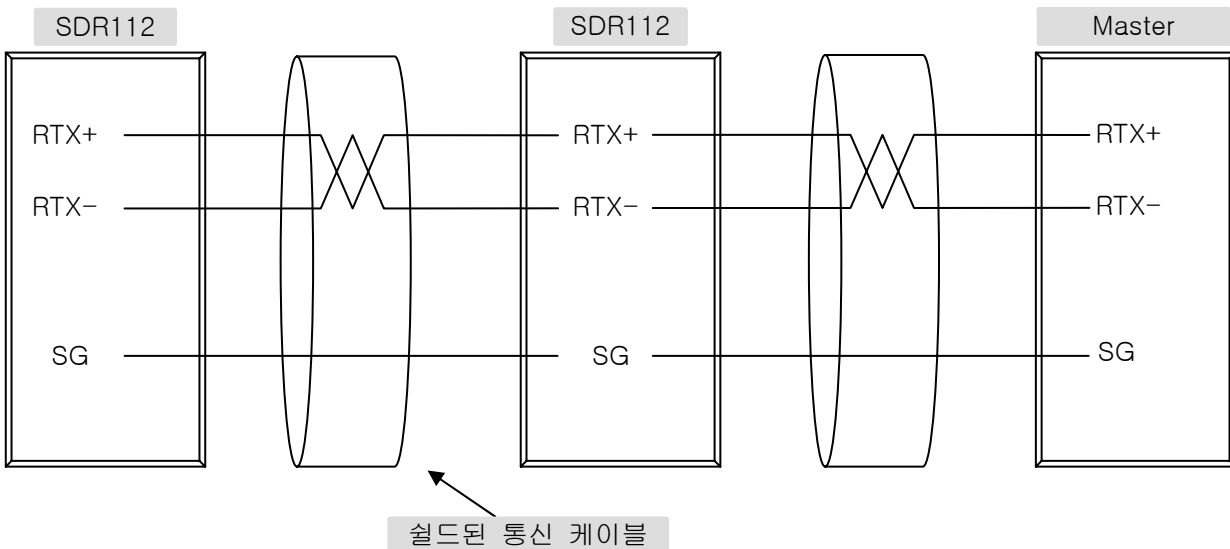 SDR112
SDR112
Master
RTX+
RTX+
RTX+
RTX-
RTX-
RTX-
SG
SG
SG
쉴드된 통신 케이블